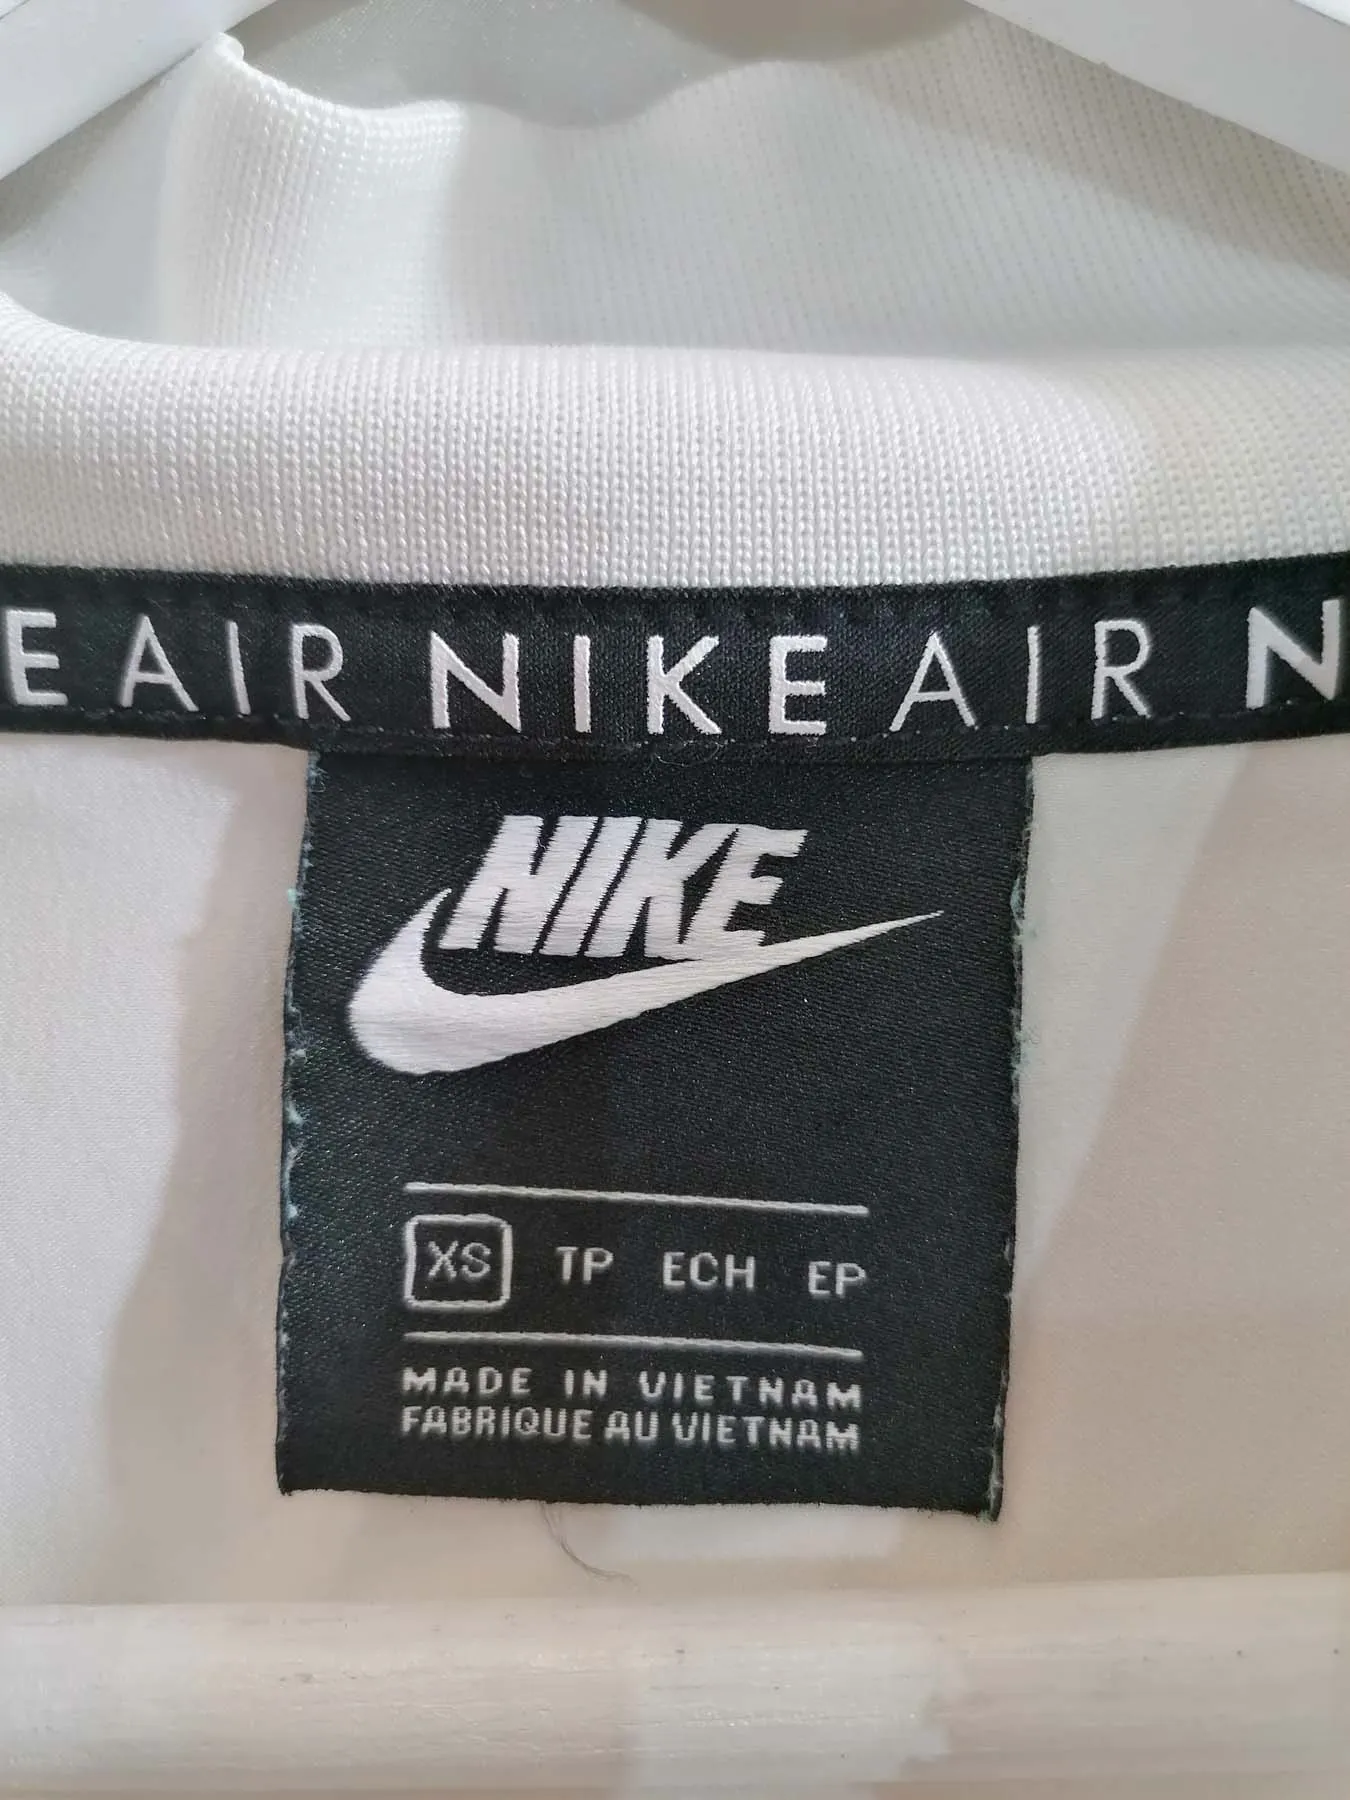 E AIR NIKE AIR N
NIKE
XS TP ECH EP
MADE IN VIETNAM
FABRIQUE AU VIETNAM